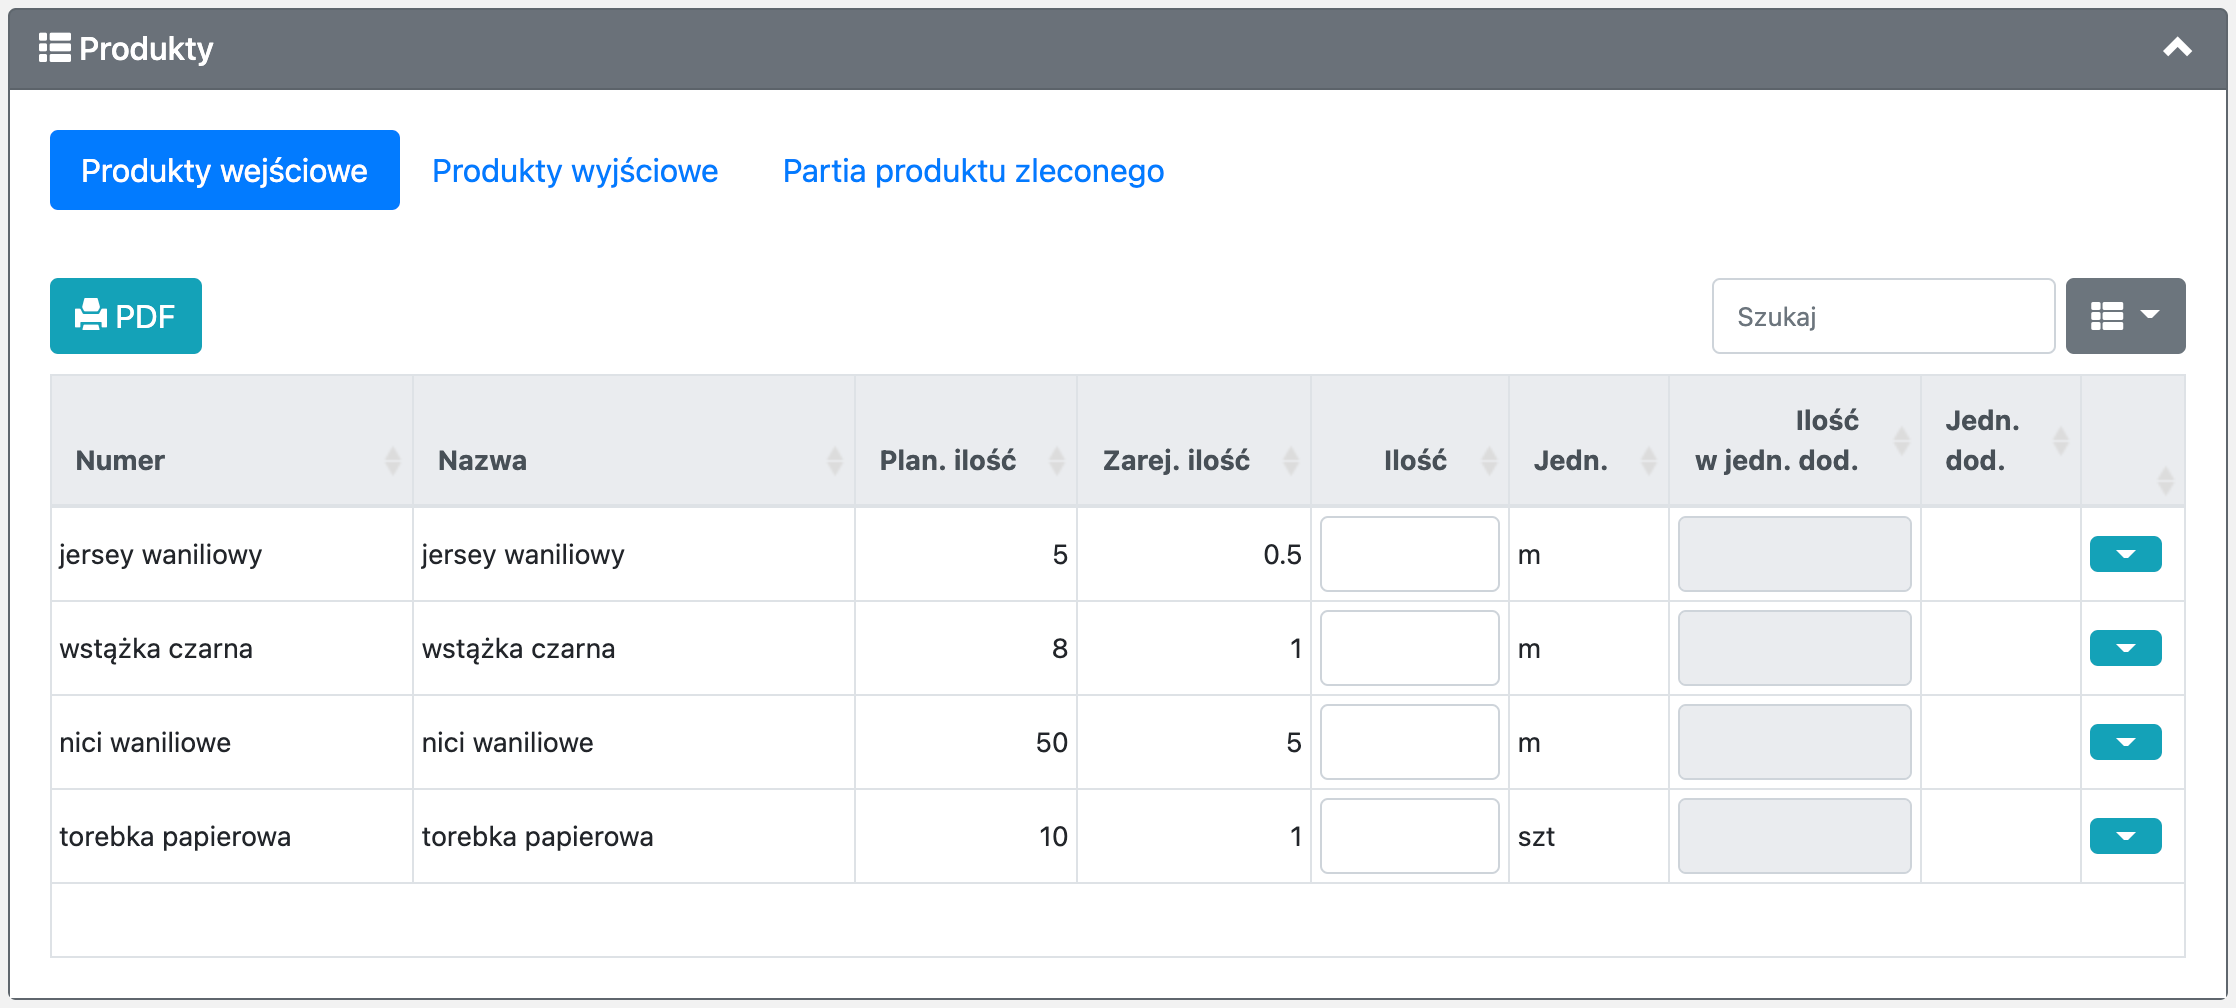 Produkty
Produkty wejściowe Produkty wyjściowe Partia produktu zleconego
PDF Szukaj
Numer Nazwa Plan. ilość Zarej. ilość Ilość Jedn. Ilość w jedn. dod. Jedn. dod.
jersey waniliowy jersey waniliowy 5 0.5 m
wstążka czarna wstążka czarna 8 1 m
nici waniliowe nici waniliowe 50 5 m
torebka papierowa torebka papierowa 10 1 szt